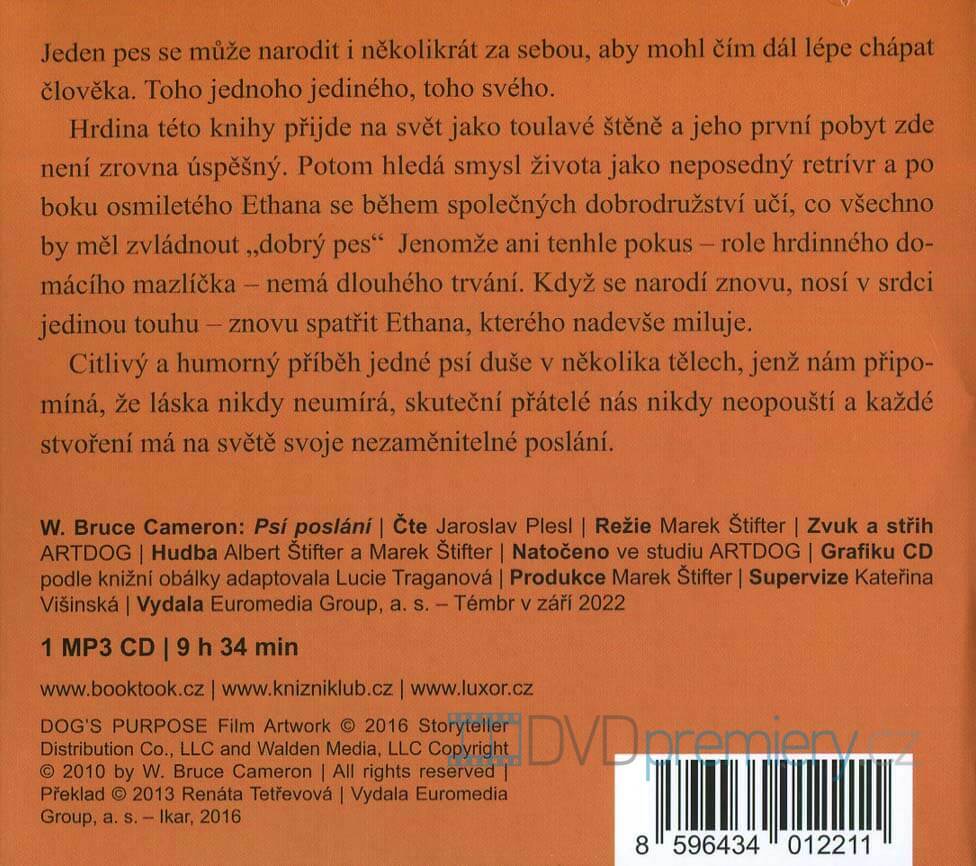 Jeden pes se může narodit i několikrát za sebou, aby mohl čím dál lépe chápat
člověka. Toho jednoho jediného, toho svého.
Hrdina této knihy přijde na svět jako toulavé štěně a jeho první pobyt zde
není zrovna úspěšný. Potom hledá smysl života jako neposedný retrívr a po
boku osmiletého Ethana se během společných dobrodružství učí, co všechno
by měl zvládnout „dobrý pes“ Jenomže ani tenhle pokus – role hrdinného do-
mácího mazlíčka – nemá dlouhého trvání. Když se narodí znovu, nosí v srdci
jedinou touhu – znovu spatřit Ethana, kterého nadevše miluje.
Citlivý a humorný příběh jedné psí duše v několika tělech, jenž nám připo-
míná, že láska nikdy neumírá, skuteční přátelé nás nikdy neopouští a každé
stvoření má na světě svoje nezaměnitelné poslání.
W. Bruce Cameron: Psí poslání | Čte Jaroslav Plesl | Režie Marek Štifter | Zvuk a střih
ARTDOG | Hudba Albert Štifter a Marek Štifter | Natočeno ve studiu ARTDOG | Grafiku CD
podle knižní obálky adaptovala Lucie Traganová | Produkce Marek Štifter | Supervize Kateřina
Višinská | Vydala Euromedia Group, a. s. – Témbr v září 2022
1 MP3 CD | 9 h 34 min
www.booktook.cz | www.knizniklub.cz | www.luxor.cz
DOG'S PURPOSE Film Artwork © 2016 Storyteller
Distribution Co., LLC and Walden Media, LLC Copyright
© 2010 by W. Bruce Cameron | All rights reserved |
Překlad © 2013 Renáta Tetřevová | Vydala Euromedia
Group, a. s. – Ikar, 2016
DVDpremiery.cz
8 596434 012211